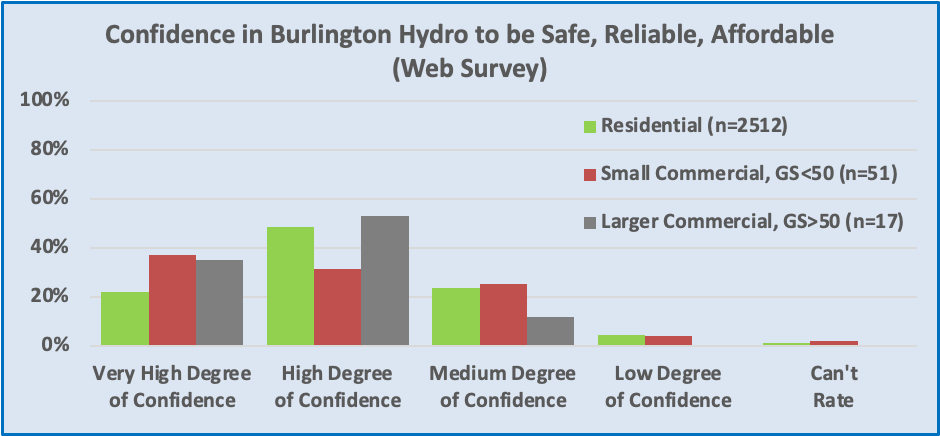 Confidence in Burlington Hydro to be Safe, Reliable, Affordable
(Web Survey)
100%
80%
60%
40%
20%
0%
Residential (n=2512)
Small Commercial, GS<50 (n=51)
Larger Commercial, GS>50 (n=17)
Very High Degree
of Confidence
High Degree
of Confidence
Medium Degree
of Confidence
Low Degree
of Confidence
Can't
Rate